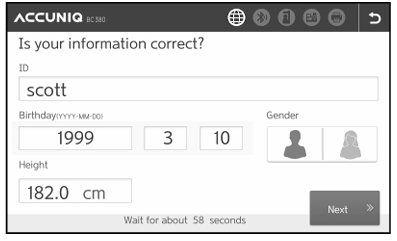 ACCUNIQ BC380
Is your information correct?
ID
scott
Birthday(YYYY-MM-DD)
Gender
1999 3 10
Height
182.0 cm
Next »
Wait for about 58 seconds